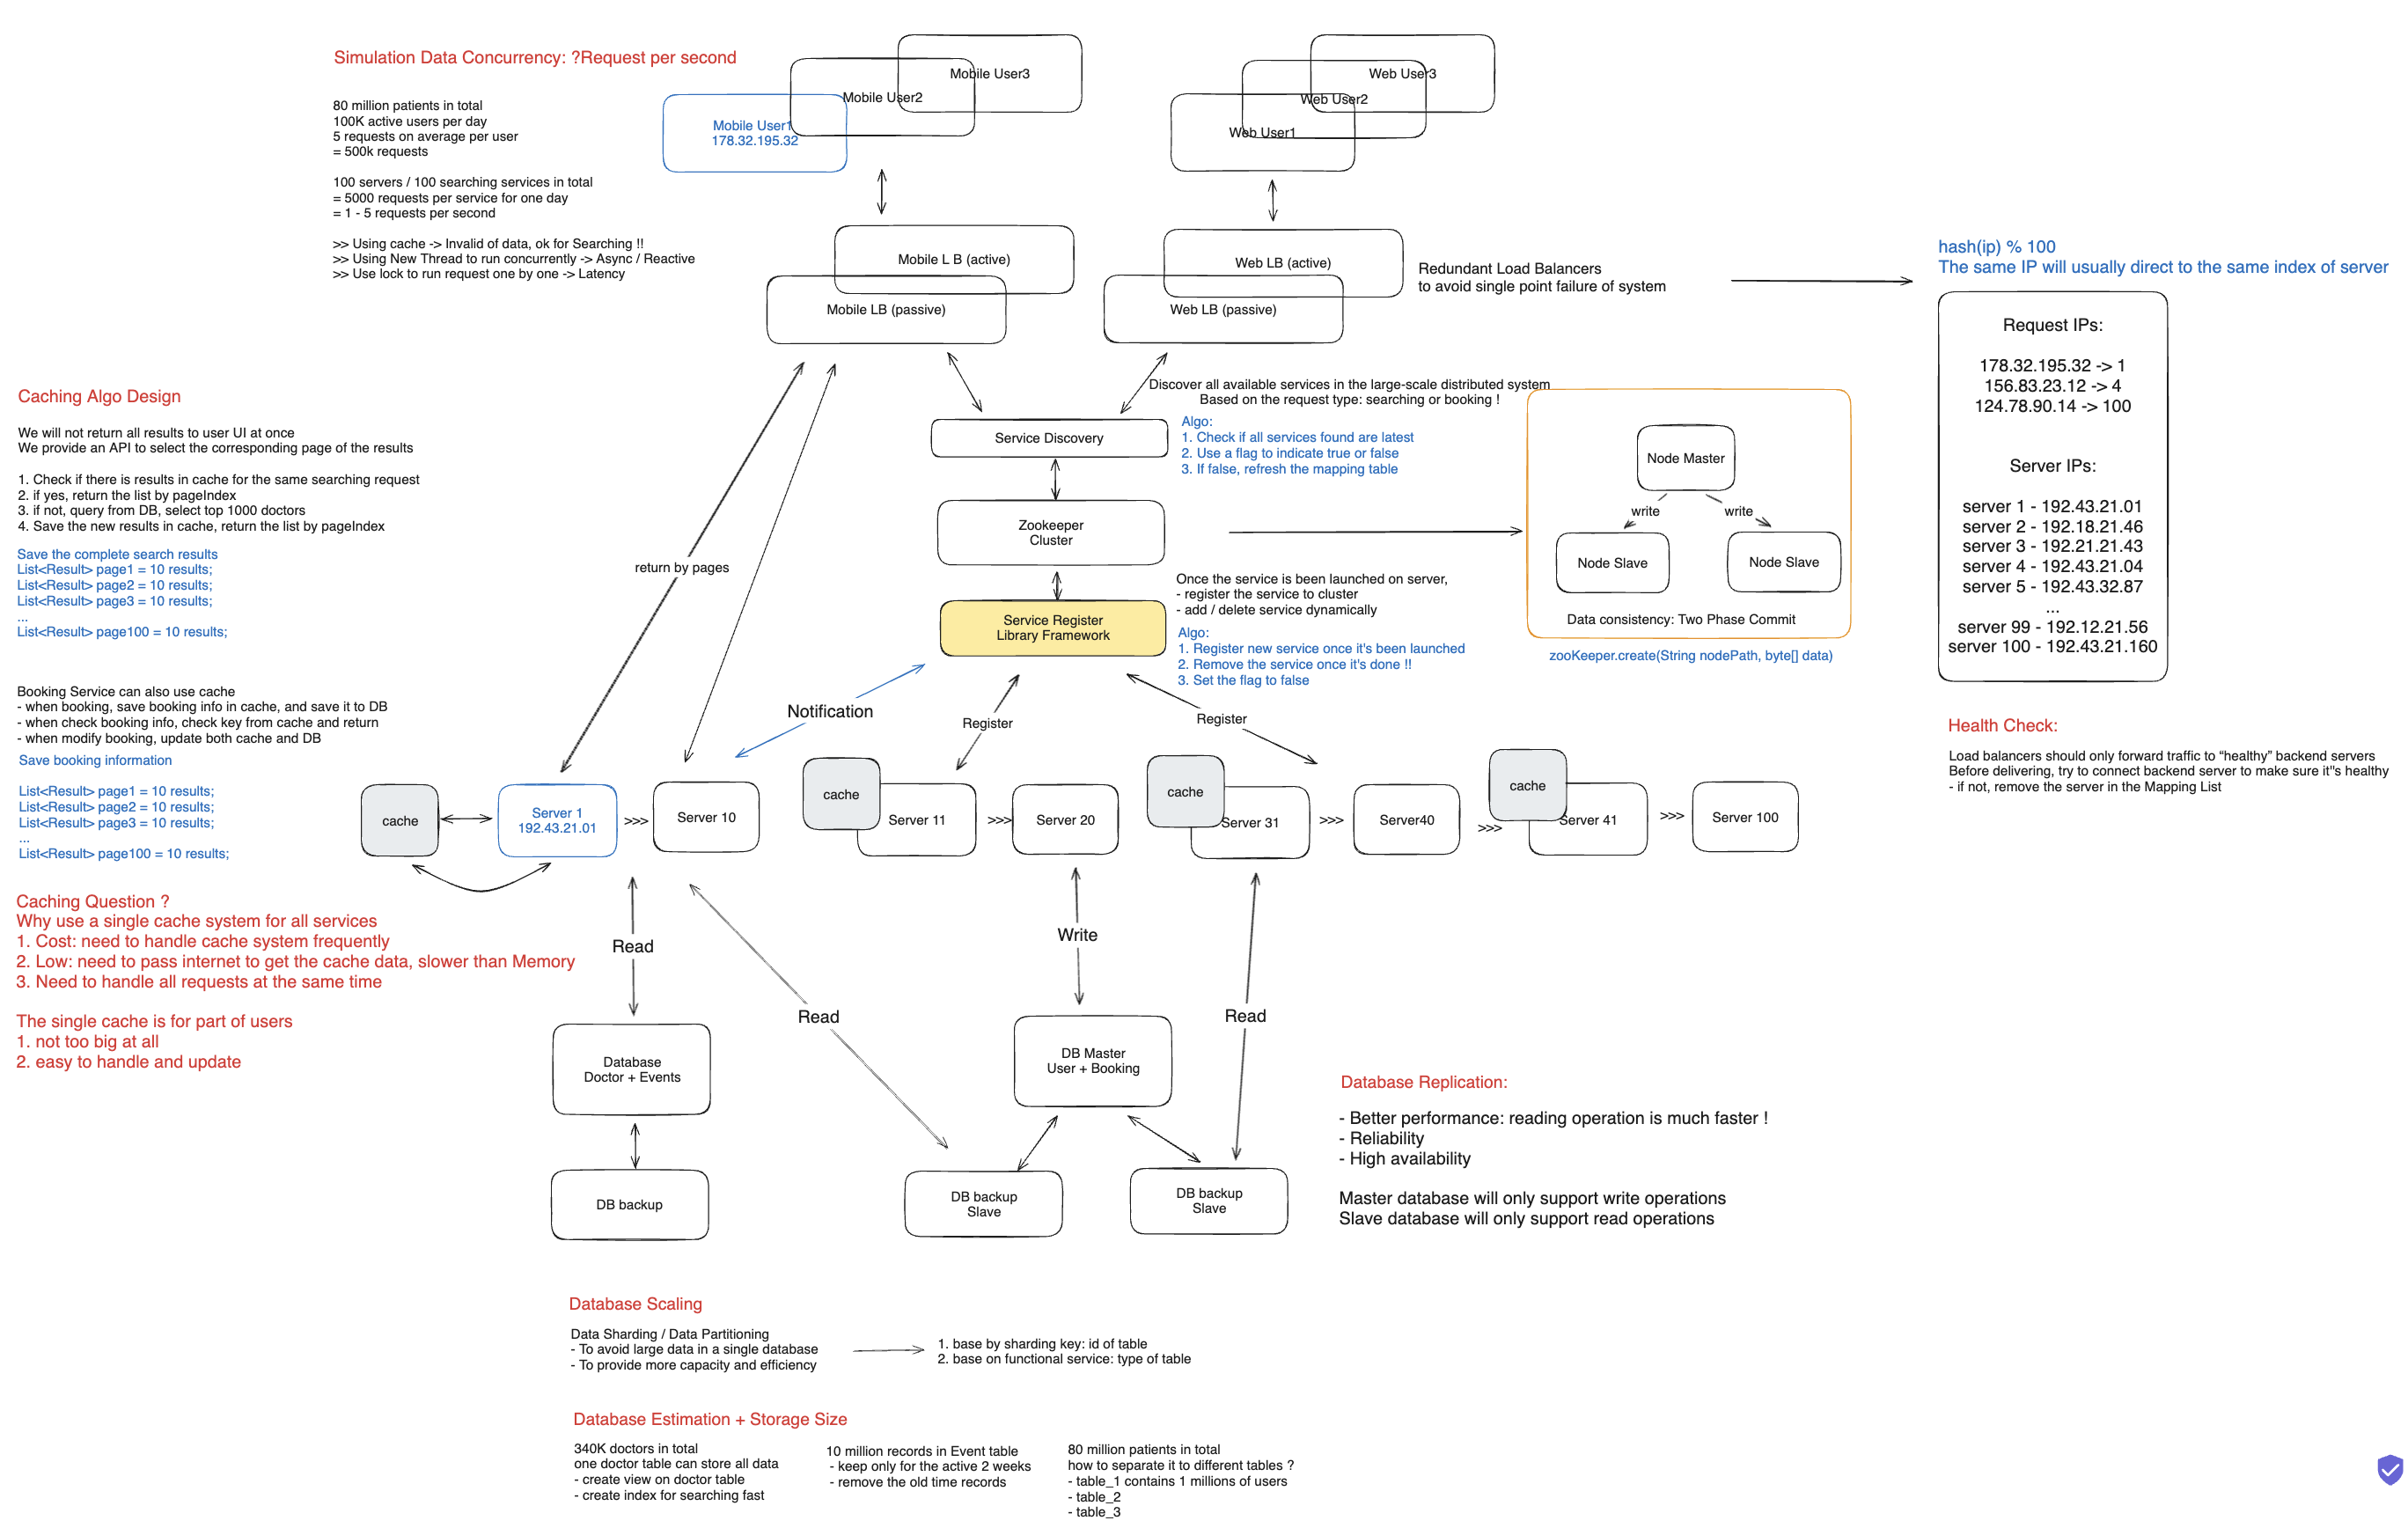 Simulation Data Concurrency: ?Request per second
80 million patients in total
100K active users per day
5 requests on average per user
= 500k requests
100 servers / 100 searching services in total
= 5000 requests per service for one day
= 1 - 5 requests per second
>> Using cache -> Invalid of data, ok for Searching !!
>> Using New Thread to run concurrently -> Async / Reactive
>> Use lock to run request one by one -> Latency
Mobile User3
Mobile User2
Mobile User1
178.32.195.32
Web User3
Web User2
Web User1
Mobile L B (active)
Mobile LB (passive)
Web LB (active)
Web LB (passive)
Redundant Load Balancers
to avoid single point failure of system
hash(ip) % 100
The same IP will usually direct to the same index of server
Request IPs:
178.32.195.32 -> 1
156.83.23.12 -> 4
124.78.90.14 -> 100
Server IPs:
server 1 - 192.43.21.01
server 2 - 192.18.21.46
server 3 - 192.21.21.43
server 4 - 192.43.21.04
server 5 - 192.43.32.87
...
server 99 - 192.12.21.56
server 100 - 192.43.21.160
Health Check:
Load balancers should only forward traffic to “healthy” backend servers
Before delivering, try to connect backend server to make sure it"s healthy
- if not, remove the server in the Mapping List
Caching Algo Design
We will not return all results to user UI at once
We provide an API to select the corresponding page of the results
1. Check if there is results in cache for the same searching request
2. if yes, return the list by pageIndex
3. if not, query from DB, select top 1000 doctors
4. Save the new results in cache, return the list by pageIndex
Save the complete search results
List<Result> page1 = 10 results;
List<Result> page2 = 10 results;
List<Result> page3 = 10 results;
...
List<Result> page100 = 10 results;
Booking Service can also use cache
- when booking, save booking info in cache, and save it to DB
- when check booking info, check key from cache and return
- when modify booking, update both cache and DB
Save booking information
List<Result> page1 = 10 results;
List<Result> page2 = 10 results;
List<Result> page3 = 10 results;
...
List<Result> page100 = 10 results;
Caching Question ?
Why use a single cache system for all services
1. Cost: need to handle cache system frequently
2. Low: need to pass internet to get the cache data, slower than Memory
3. Need to handle all requests at the same time
The single cache is for part of users
1. not too big at all
2. easy to handle and update
return by pages
Discover all available services in the large-scale distributed system
Based on the request type: searching or booking !
Service Discovery
Algo:
1. Check if all services found are latest
2. Use a flag to indicate true or false
3. If false, refresh the mapping table
Zookeeper
Cluster
Node Master
write
write
Node Slave
Node Slave
Data consistency: Two Phase Commit
zooKeeper.create(String nodePath, byte[] data)
Once the service is been launched on server,
- register the service to cluster
- add / delete service dynamically
Service Register
Library Framework
Algo:
1. Register new service once it's been launched
2. Remove the service once it's done !!
3. Set the flag to false
Notification
Register
Register
cache
Server 1
192.43.21.01
>>>
Server 10
cache
Server 11
>>>
Server 20
cache
Server 31
>>>
Server40
>>>
cache
Server 41
>>>
Server 100
Read
Read
Write
Read
Database
Doctor + Events
DB backup
DB Master
User + Booking
DB backup
Slave
DB backup
Slave
Database Replication:
- Better performance: reading operation is much faster !
- Reliability
- High availability
Master database will only support write operations
Slave database will only support read operations
Database Scaling
Data Sharding / Data Partitioning
- To avoid large data in a single database
- To provide more capacity and efficiency
1. base by sharding key: id of table
2. base on functional service: type of table
Database Estimation + Storage Size
340K doctors in total
one doctor table can store all data
- create view on doctor table
- create index for searching fast
10 million records in Event table
- keep only for the active 2 weeks
- remove the old time records
80 million patients in total
how to separate it to different tables ?
- table_1 contains 1 millions of users
- table_2
- table_3